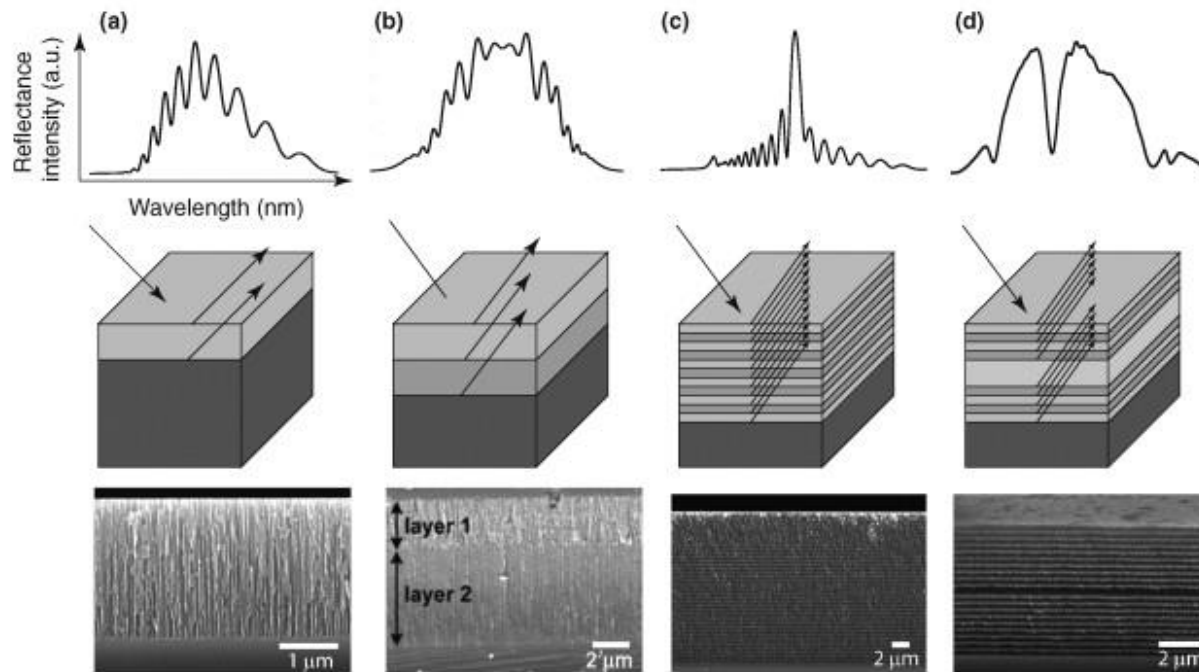 (a)
(b)
(c)
(d)
Reflectance
intensity (a.u.)
Wavelength (nm)
layer 1
layer 2
1 μm
2 μm
2 μm
2 μm